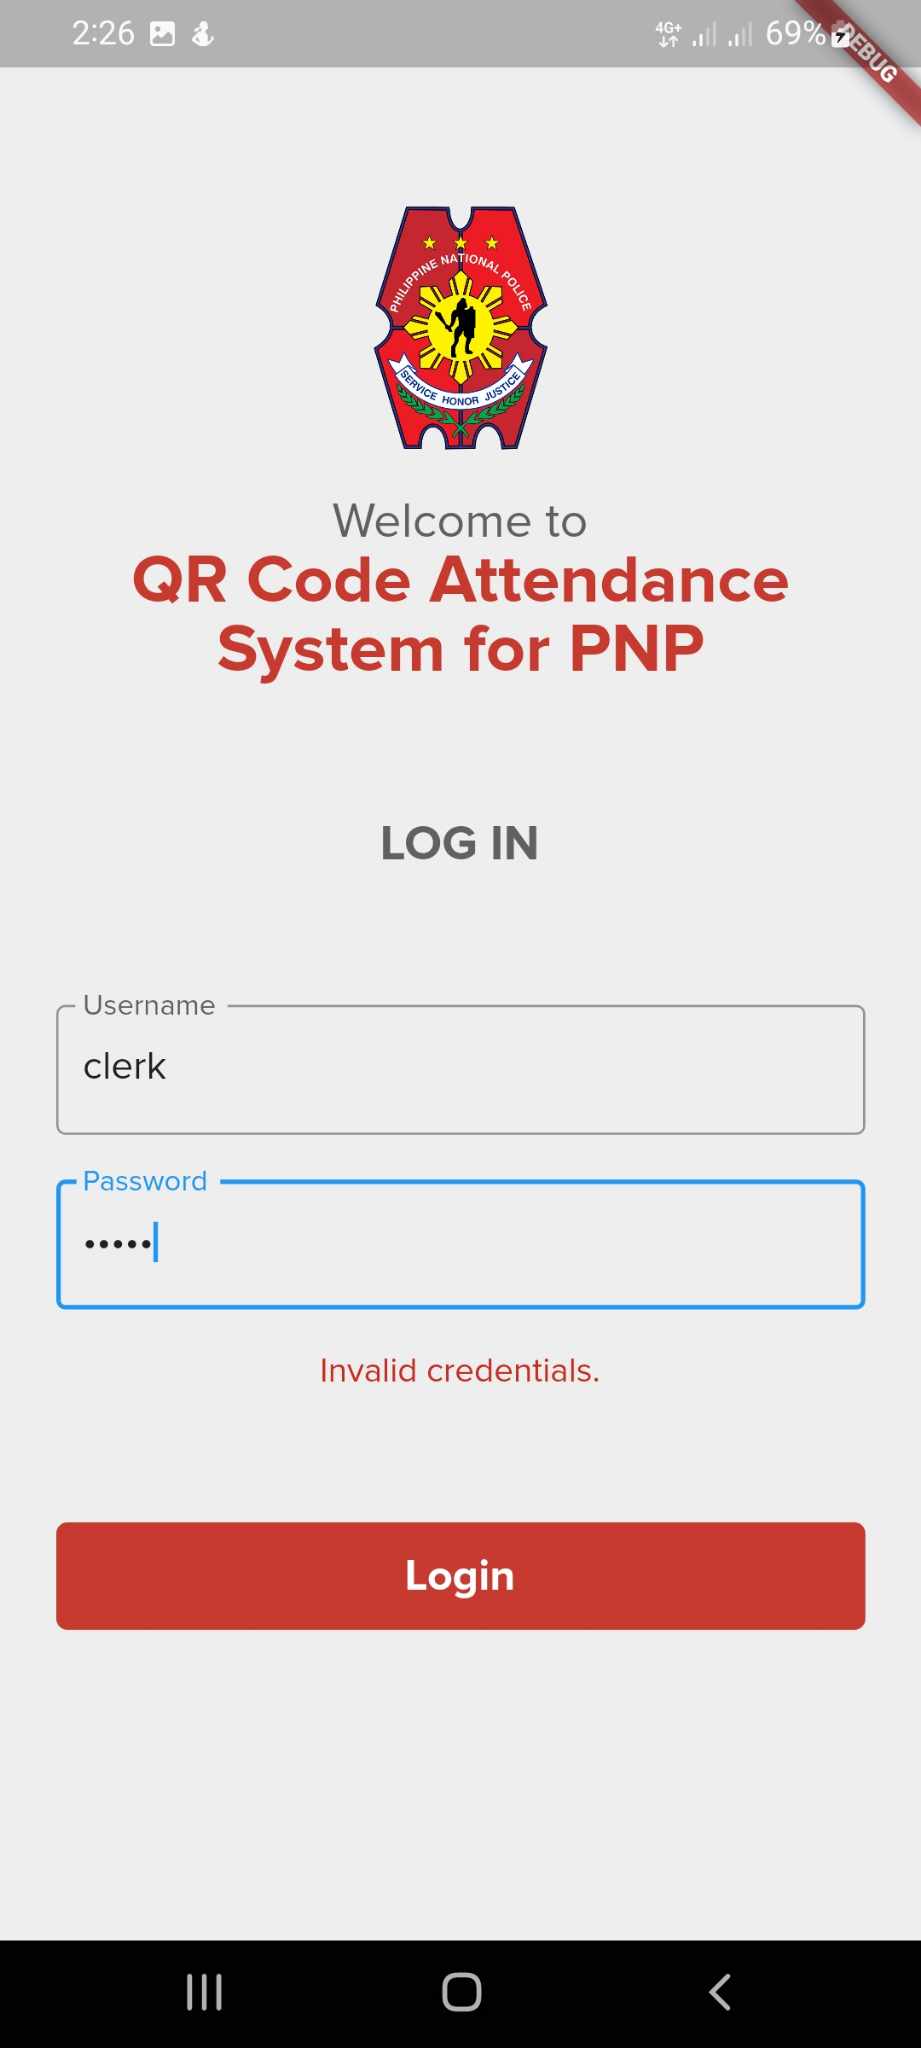 2:26
4G+
69%
DEBUG
PHILIPPINE NATIONAL POLICE
SERVICE HONOR JUSTICE
Welcome to
QR Code Attendance
System for PNP
LOG IN
Username
clerk
Password
•••••
Invalid credentials.
Login